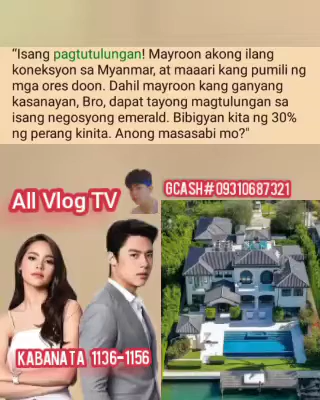 “Isang pagtutulungan! Mayroon akong ilang
koneksyon sa Myanmar, at maaari kang pumili ng
mga ores doon. Dahil mayroon kang ganyang
kasanayan, Bro, dapat tayong magtulungan sa
isang negosyong emerald. Bibigyan kita ng 30%
ng perang kinita. Anong masasabi mo?"
GCASH#09310687321
All Vlog TV
KABANATA 1136-1156